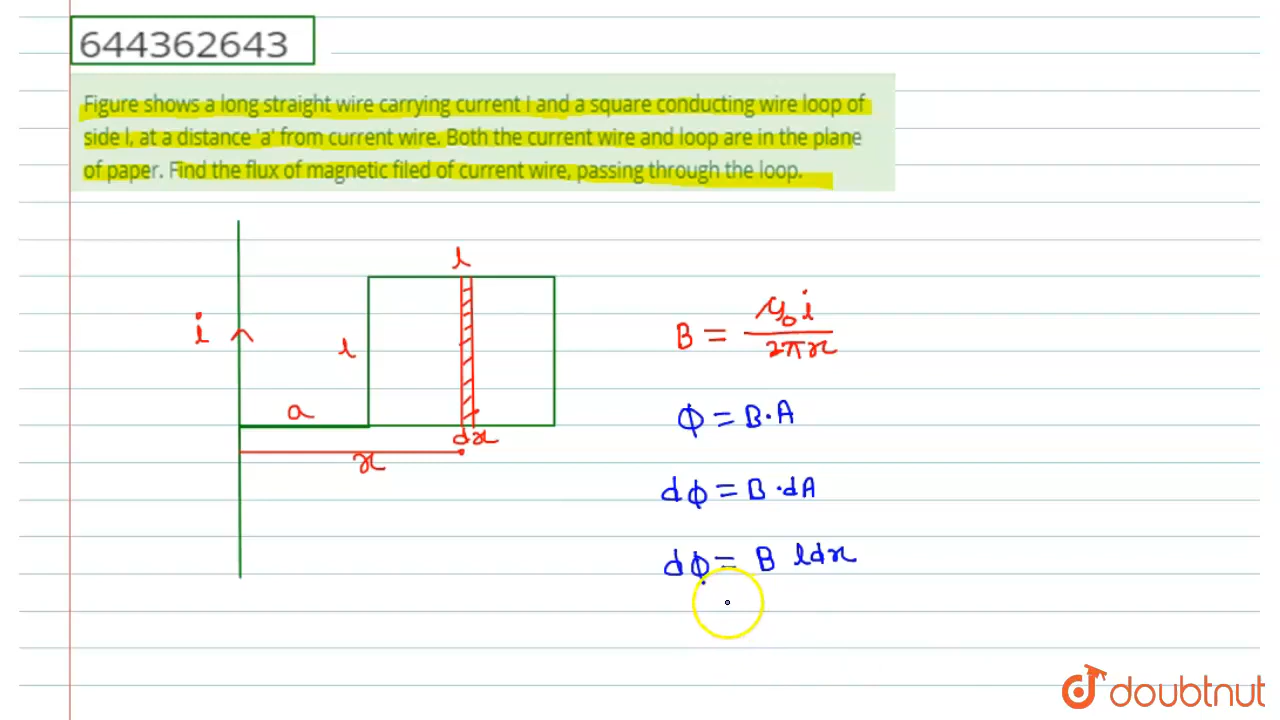 644362643
Figure shows a long straight wire carrying current I and a square conducting wire loop of
side l, at a distance 'a' from current wire. Both the current wire and loop are in the plane
of paper. Find the flux of magnetic filed of current wire, passing through the loop.
l
i
l
a
dx
x
B = μ₀i / 2πx
ϕ = B·A
dϕ = B·dA
dϕ = B ldx
doubtnut